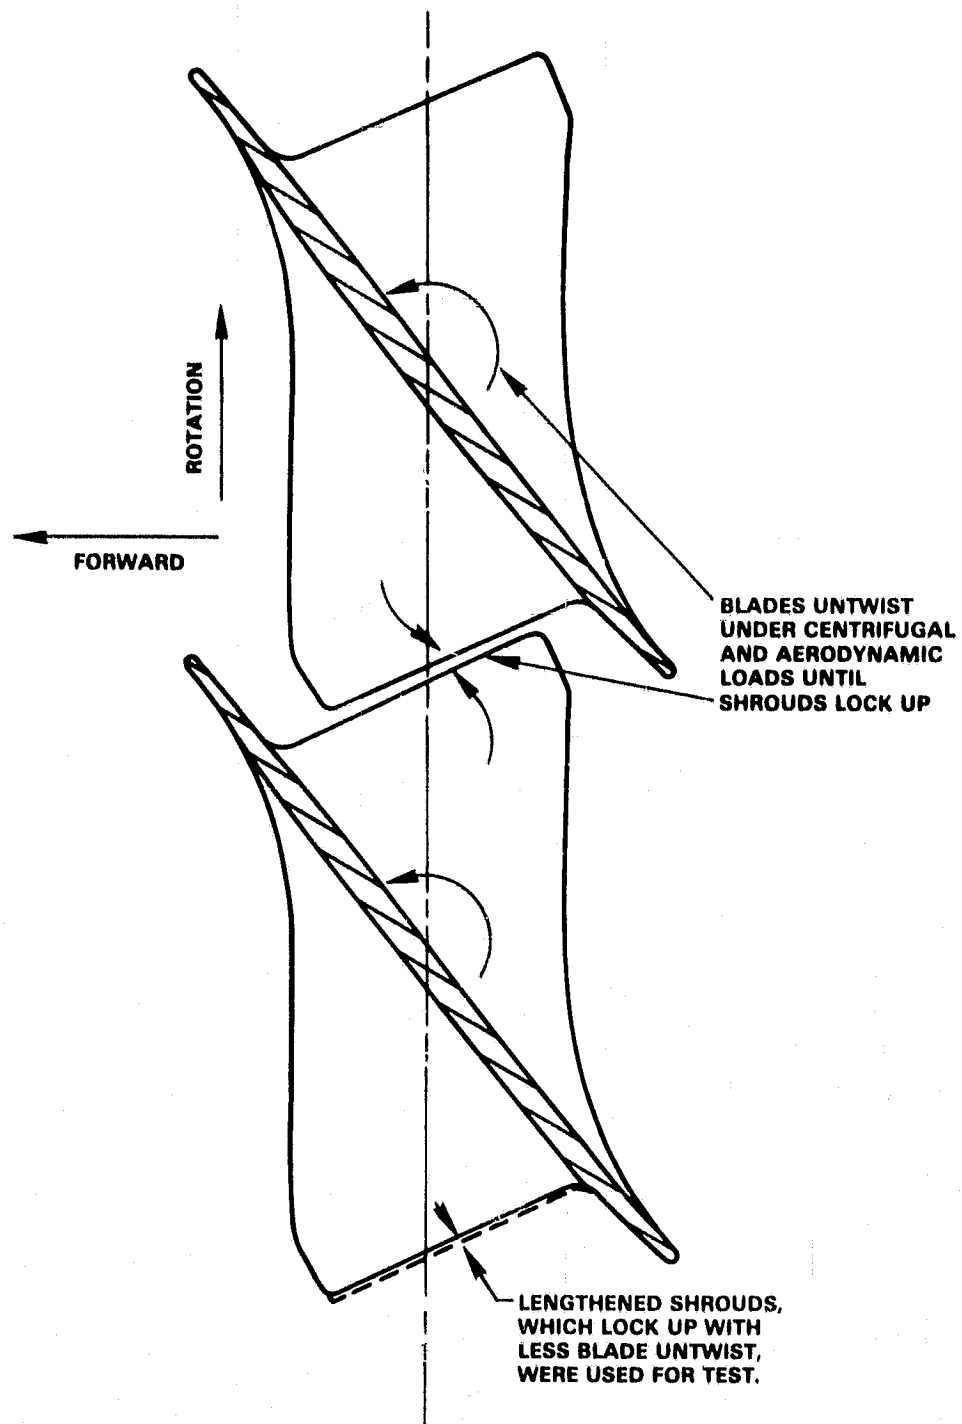 ROTATION
FORWARD
BLADES UNTWIST
UNDER CENTRIFUGAL
AND AERODYNAMIC
LOADS UNTIL
SHROUDS LOCK UP
LENGTHENED SHROUDS,
WHICH LOCK UP WITH
LESS BLADE UNTWIST,
WERE USED FOR TEST.